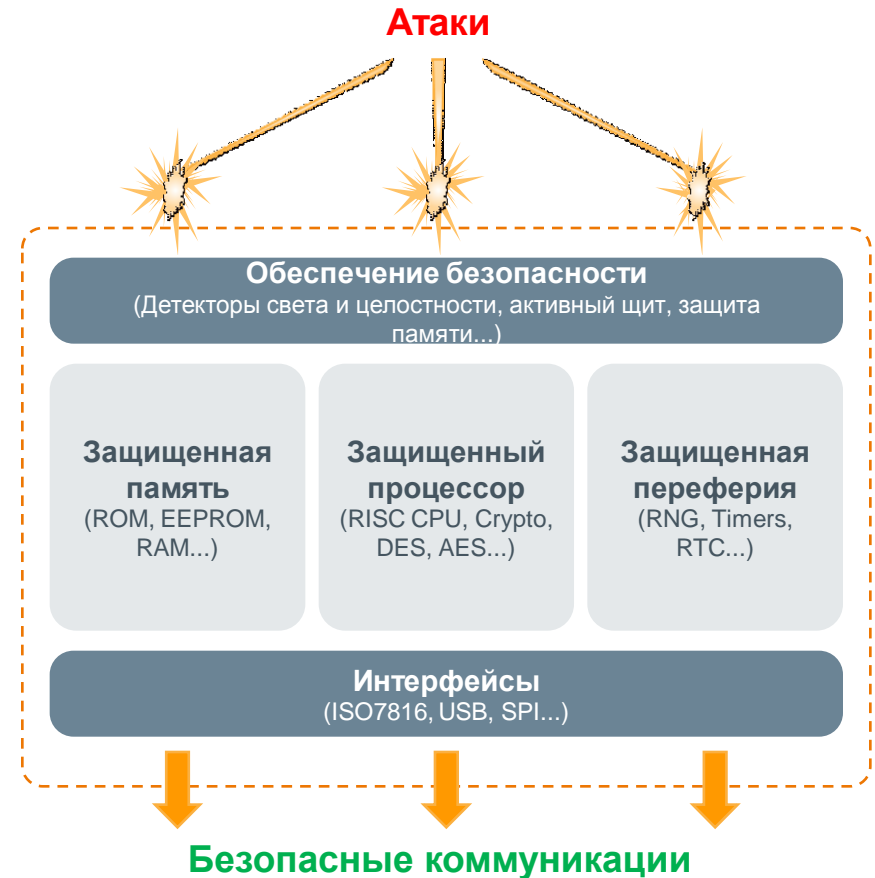 Атаки
Обеспечение безопасности
(Детекторы света и целостности, активный щит, защита
памяти...)
Защищенная
память
(ROM, EEPROM,
RAM...)
Защищенный
процессор
(RISC CPU, Crypto,
DES, AES...)
Защищенная
переферия
(RNG, Timers,
RTC...)
Интерфейсы
(ISO7816, USB, SPI...)
Безопасные коммуникации